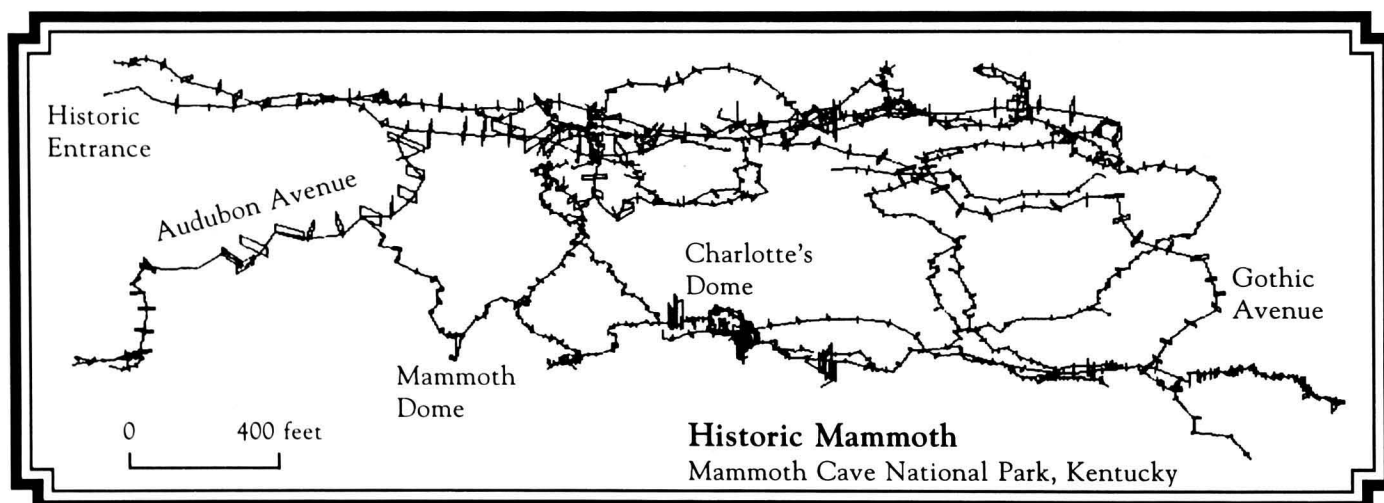 Historic
Entrance
Audubon Avenue
Charlotte's
Dome
Gothic
Avenue
Mammoth
Dome
0 400 feet
Historic Mammoth
Mammoth Cave National Park, Kentucky